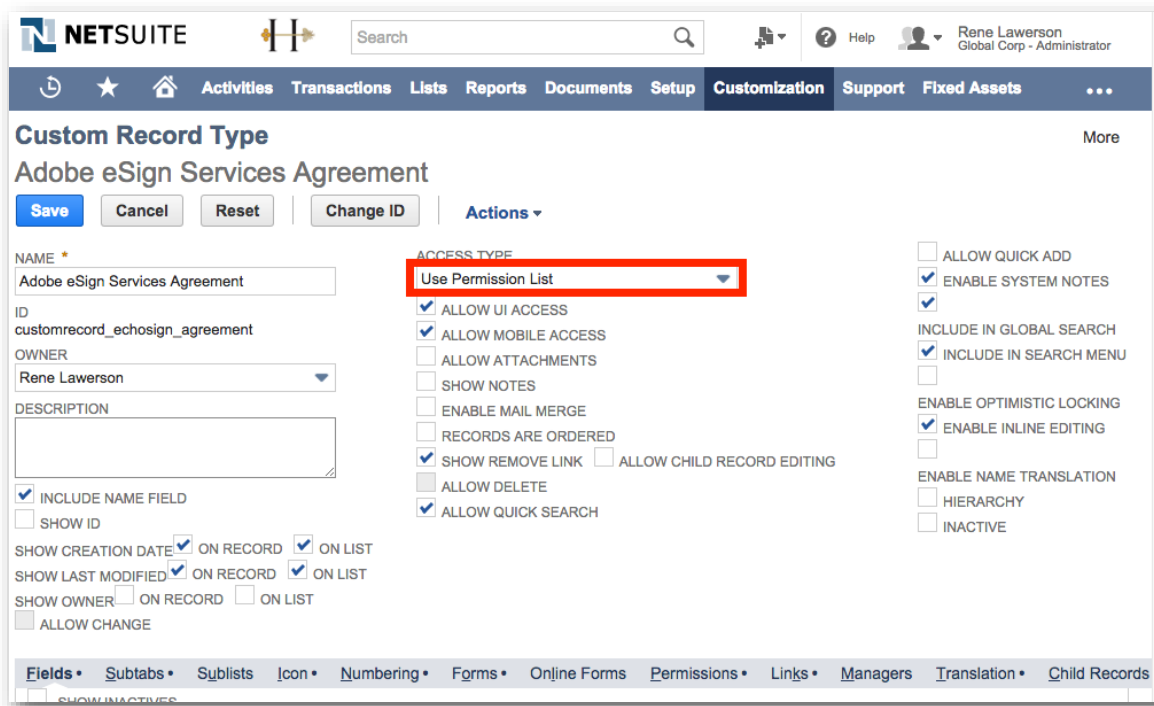 NETSUITE
Search
Help
Rene Lawerson
Global Corp - Administrator
Activities Transactions Lists Reports Documents Setup Customization Support Fixed Assets
Custom Record Type
More
Adobe eSign Services Agreement
Save Cancel Reset Change ID Actions
NAME *
Adobe eSign Services Agreement
ID
customrecord_echosign_agreement
OWNER
Rene Lawerson
DESCRIPTION
INCLUDE NAME FIELD
SHOW ID
SHOW CREATION DATE ON RECORD ON LIST
SHOW LAST MODIFIED ON RECORD ON LIST
SHOW OWNER ON RECORD ON LIST
ALLOW CHANGE
ACCESS TYPE
Use Permission List
ALLOW UI ACCESS
ALLOW MOBILE ACCESS
ALLOW ATTACHMENTS
SHOW NOTES
ENABLE MAIL MERGE
RECORDS ARE ORDERED
SHOW REMOVE LINK ALLOW CHILD RECORD EDITING
ALLOW DELETE
ALLOW QUICK SEARCH
ALLOW QUICK ADD
ENABLE SYSTEM NOTES
INCLUDE IN GLOBAL SEARCH
INCLUDE IN SEARCH MENU
ENABLE OPTIMISTIC LOCKING
ENABLE INLINE EDITING
ENABLE NAME TRANSLATION
HIERARCHY
INACTIVE
Fields • Subtabs • Sublists Icon • Numbering • Forms • Online Forms Permissions • Links • Managers Translation • Child Records
SHOW INACTIVES